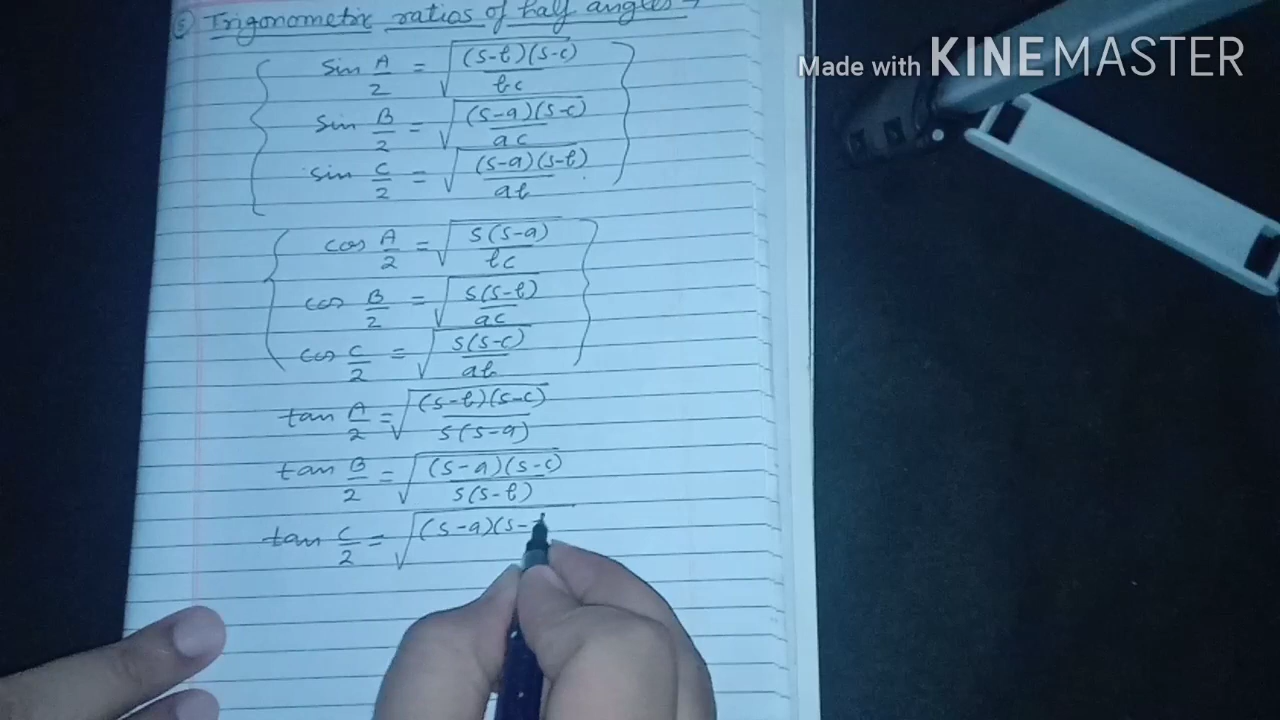 ⑤ Trigonometric ratios of half angles →
Made with KINEMASTER
sin A/2 = √((s-b)(s-c)/bc)
sin B/2 = √((s-a)(s-c)/ac)
sin C/2 = √((s-a)(s-b)/ab)
cos A/2 = √(s(s-a)/bc)
cos B/2 = √(s(s-b)/ac)
cos C/2 = √(s(s-c)/ab)
tan A/2 = √((s-b)(s-c)/s(s-a))
tan B/2 = √((s-a)(s-c)/s(s-b))
tan C/2 = √(s-a)(s-